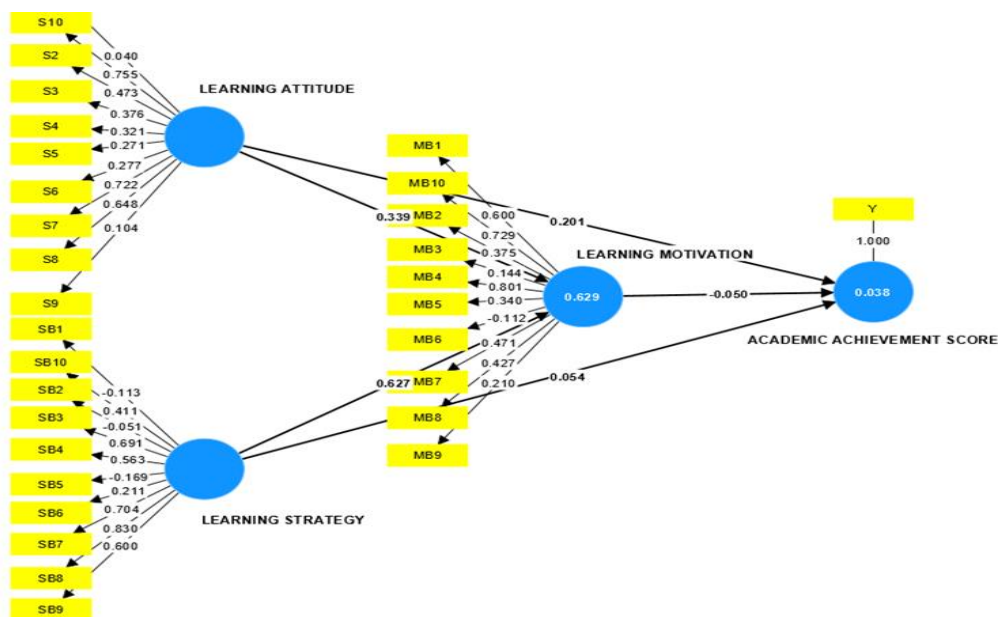 S10
S2
S3
S4
S5
S6
S7
S8
S9
0.040
0.755
0.473
0.376
0.321
0.271
0.277
0.722
0.648
0.104
LEARNING ATTITUDE
SB1
SB10
SB2
SB3
SB4
SB5
SB6
SB7
SB8
SB9
-0.113
0.411
-0.051
0.691
0.563
-0.169
0.211
0.704
0.830
0.600
LEARNING STRATEGY
0.339
0.627
MB1
MB10
MB2
MB3
MB4
MB5
MB6
MB7
MB8
MB9
0.600
0.729
0.375
0.144
0.801
0.340
-0.112
0.471
0.427
0.210
LEARNING MOTIVATION
0.629
0.201
-0.050
0.054
Y
1.000
0.038
ACADEMIC ACHIEVEMENT SCORE